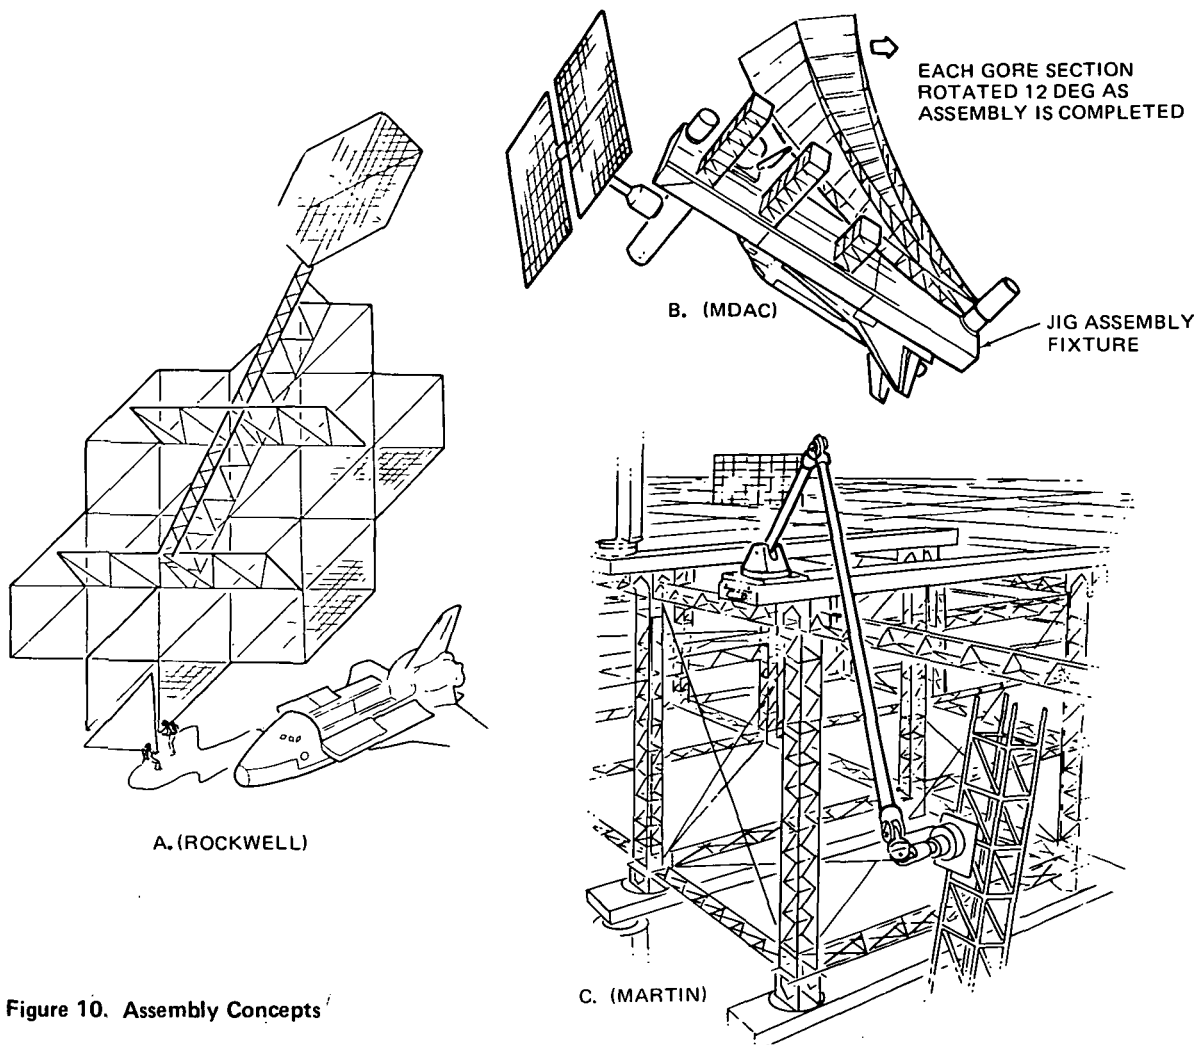 EACH GORE SECTION
ROTATED 12 DEG AS
ASSEMBLY IS COMPLETED
B. (MDAC)
JIG ASSEMBLY
FIXTURE
A. (ROCKWELL)
C. (MARTIN)
Figure 10. Assembly Concepts